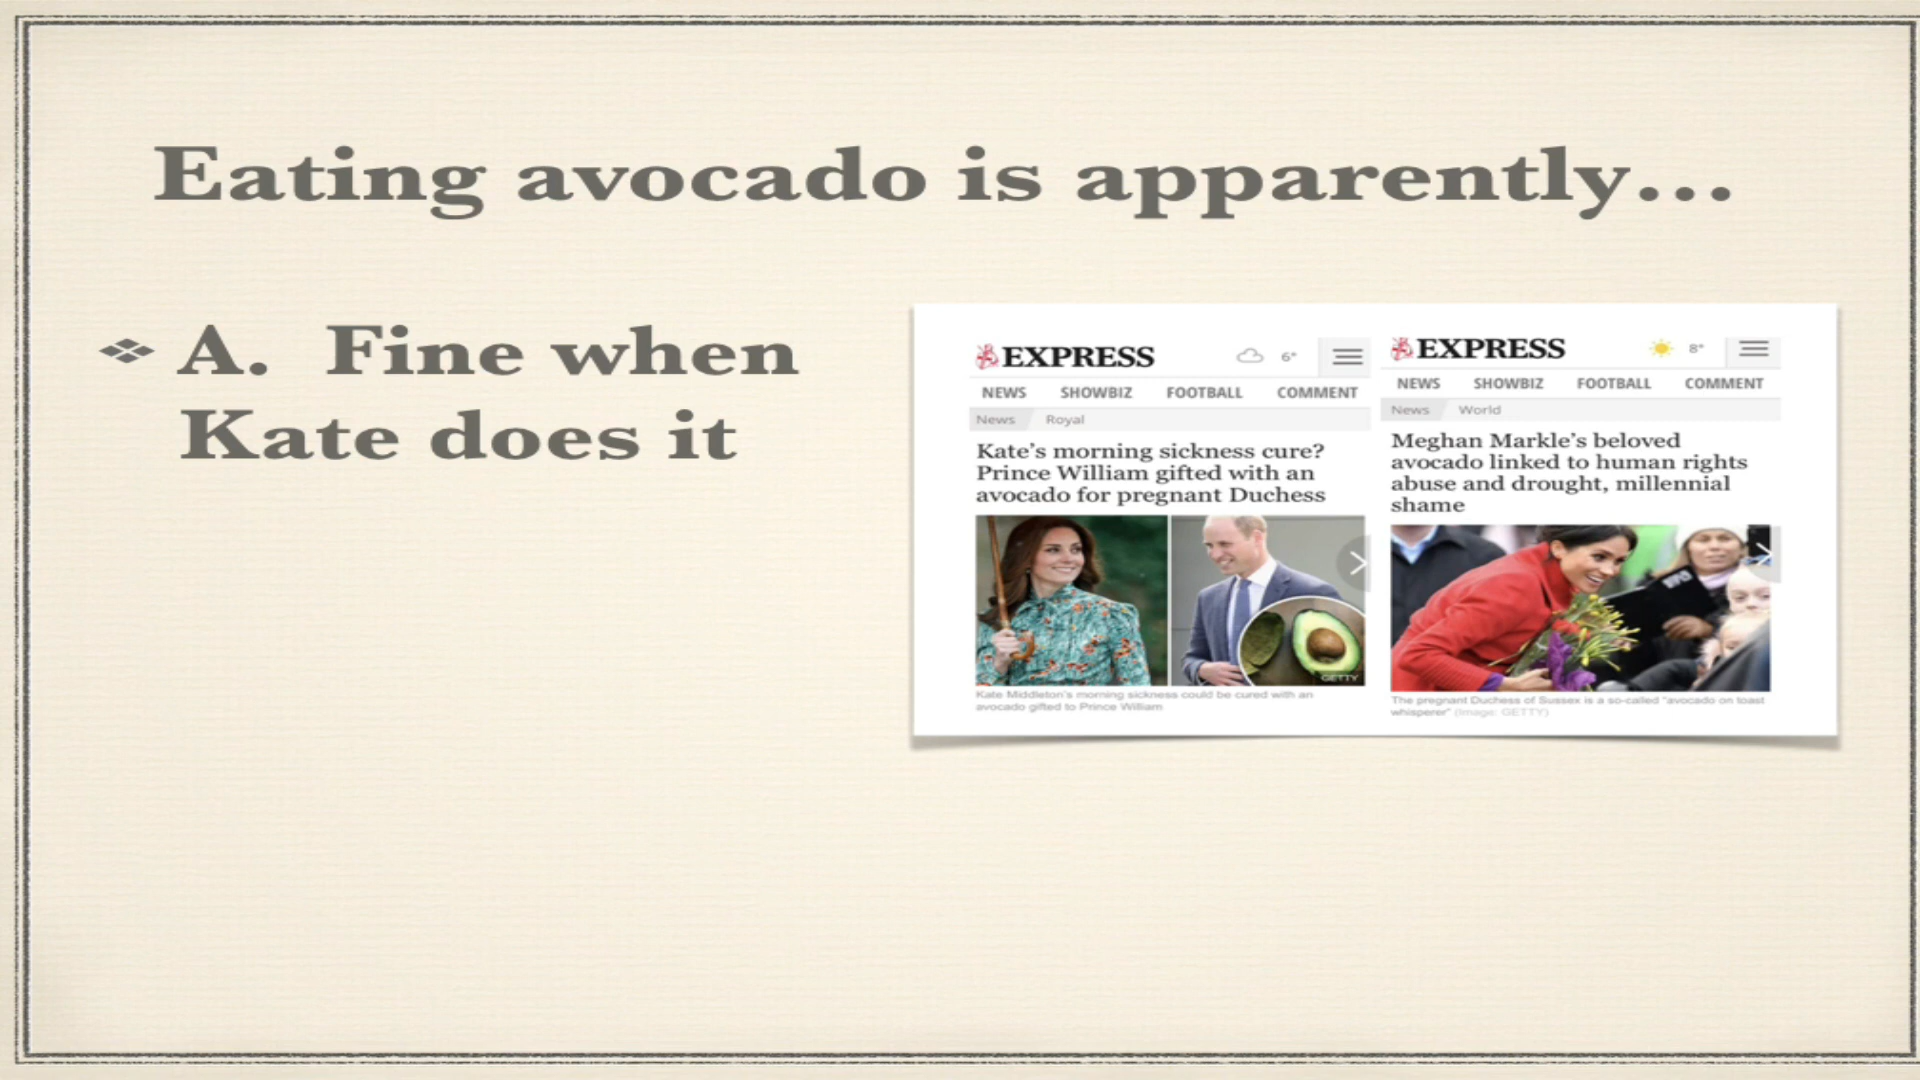 Eating avocado is apparently...
A. Fine when
Kate does it
EXPRESS 6°
NEWS SHOWBIZ FOOTBALL COMMENT
News Royal
Kate's morning sickness cure?
Prince William gifted with an
avocado for pregnant Duchess
GETTY
Kate Middleton's morning sickness could be cured with an
avocado gifted to Prince William
EXPRESS 8°
NEWS SHOWBIZ FOOTBALL COMMENT
News World
Meghan Markle's beloved
avocado linked to human rights
abuse and drought, millennial
shame
The pregnant Duchess of Sussex is a so-called "avocado on toast
whisperer" (Image: GETTY)